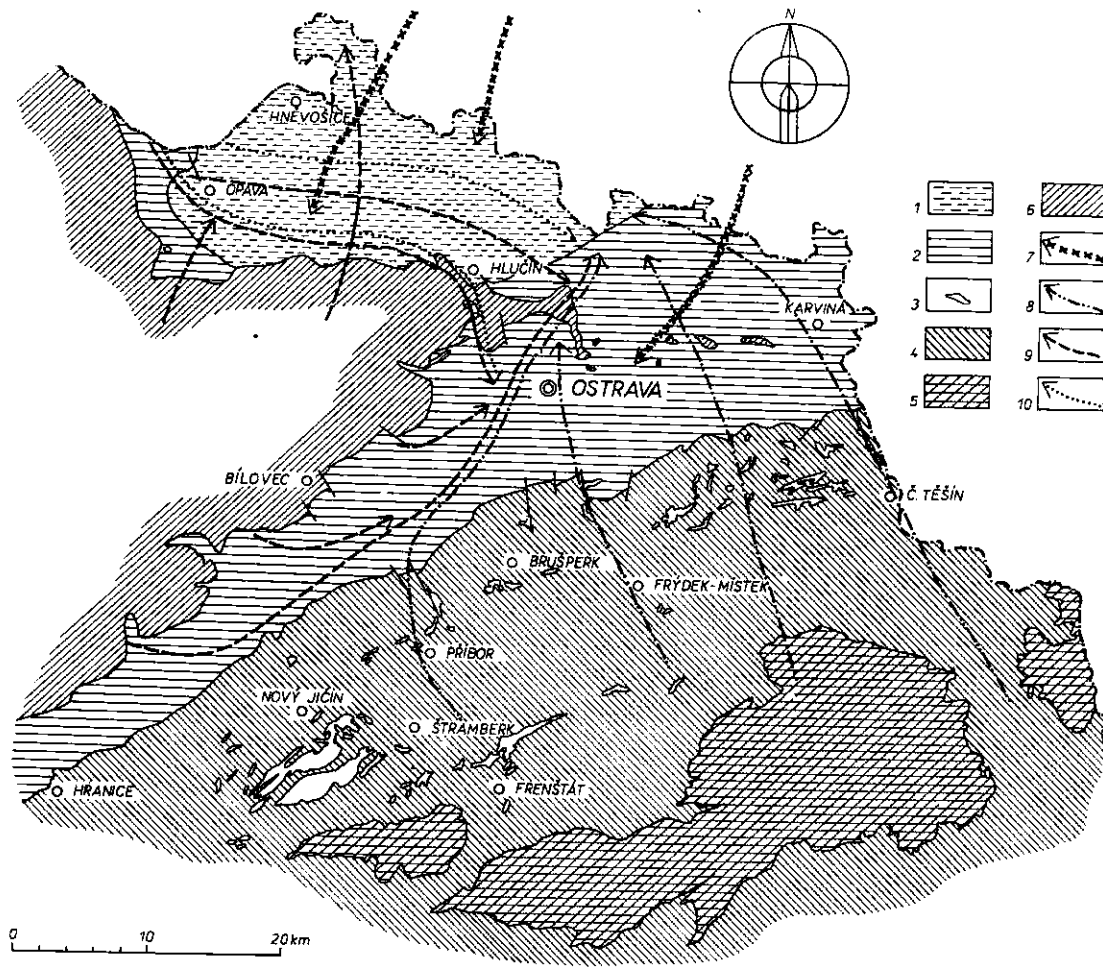 N
HNĚVOŠICE
OPAVA
HLUČÍN
KARVINÁ
OSTRAVA
BÍLOVEC
Č. TĚŠÍN
BRUŠPERK
FRÝDEK-MÍSTEK
PŘÍBOR
NOVÝ JIČÍN
ŠTRAMBERK
HRANICE
FRENŠTÁT
1
2
3
4
5
6
7
8
9
10
0 10 20 km